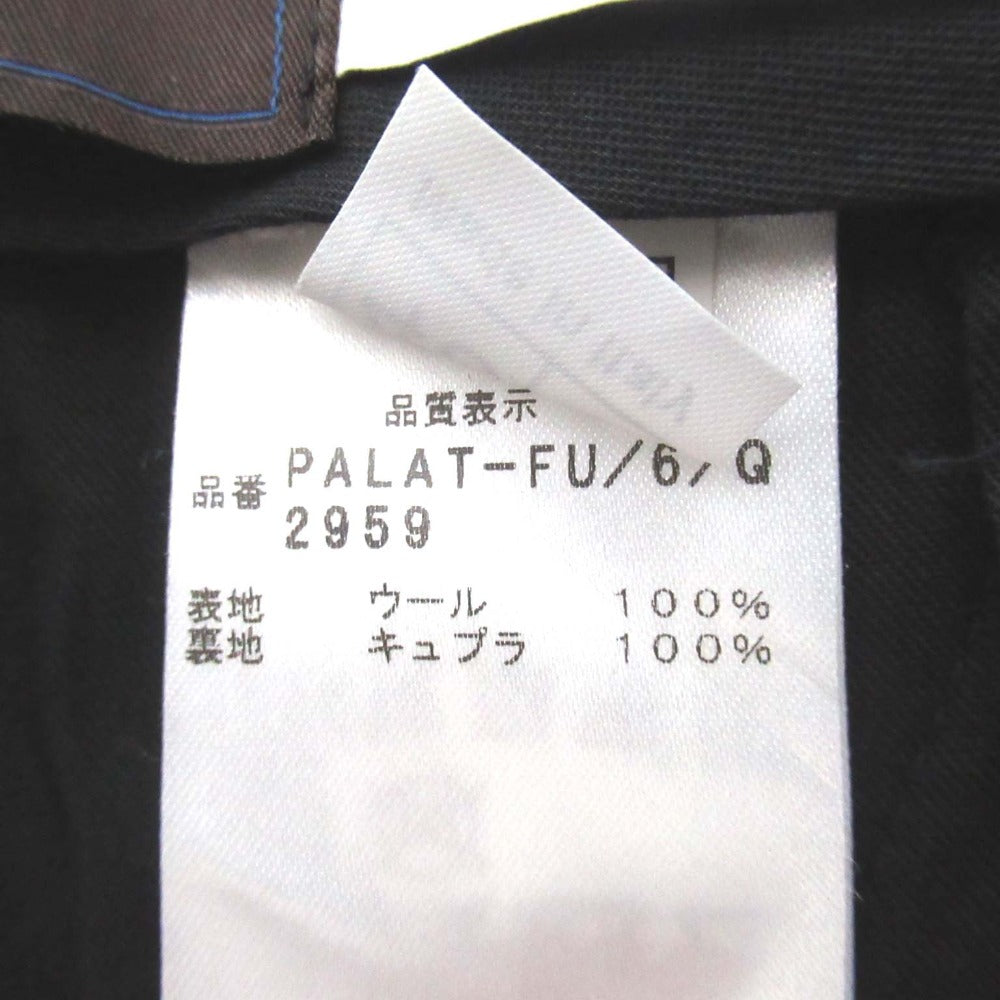 品質表示
品番 PALAT-FU/6,Q
2959
表地 ウール 100%
裏地 キュプラ 100%